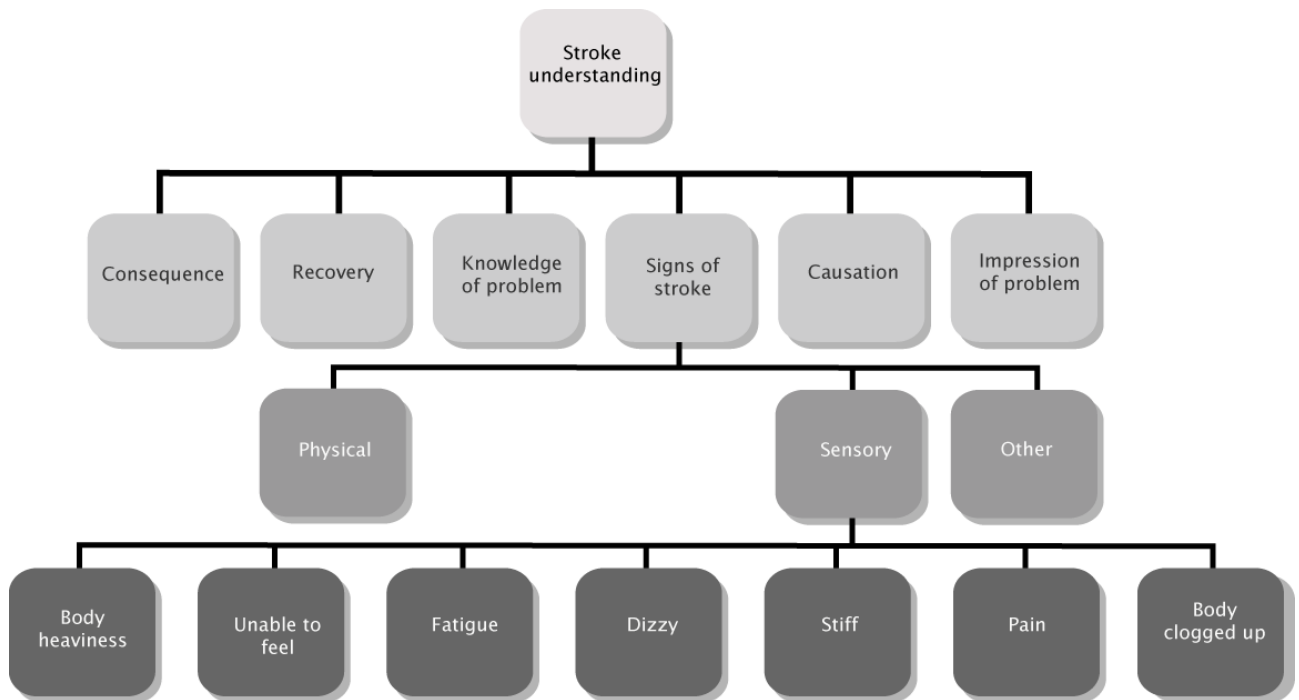 Stroke
understanding
Consequence
Recovery
Knowledge
of problem
Signs of
stroke
Causation
Impression
of problem
Physical
Sensory
Other
Body
heaviness
Unable to
feel
Fatigue
Dizzy
Stiff
Pain
Body
clogged up